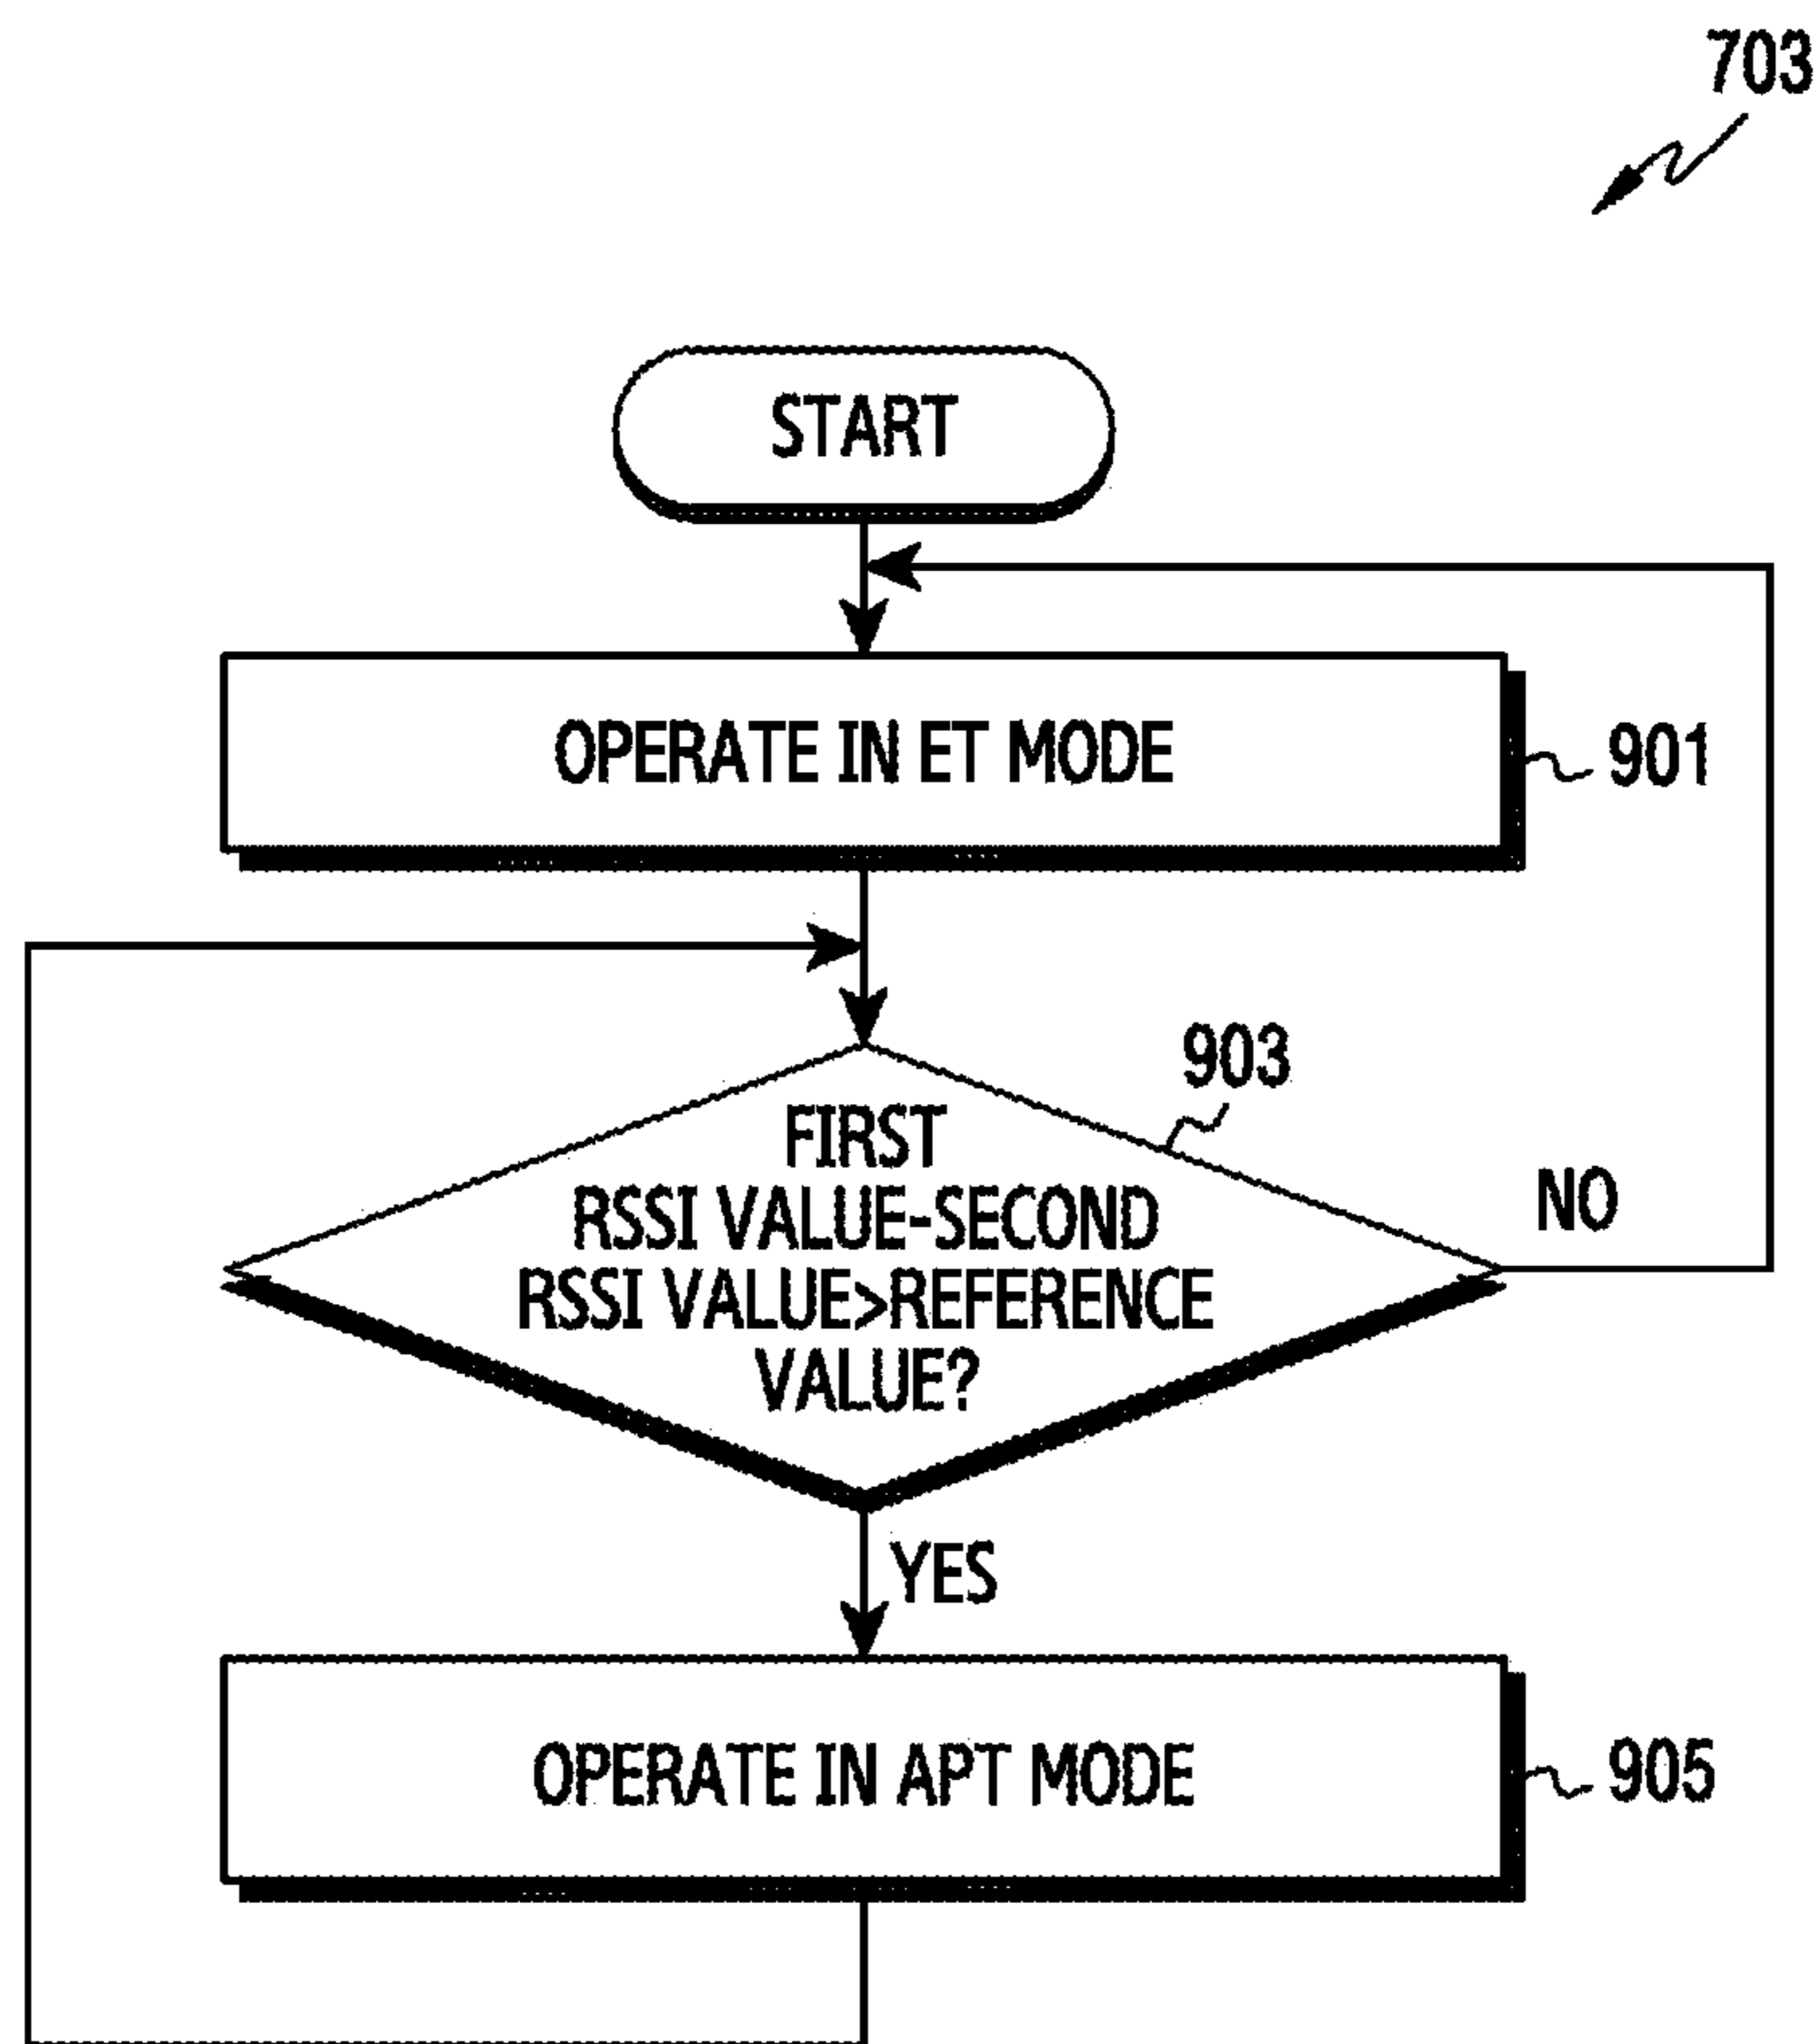 703
START
OPERATE IN ET MODE
901
903
FIRST
RSSI VALUE-SECOND
RSSI VALUE>REFERENCE
VALUE?
NO
YES
OPERATE IN APT MODE
905